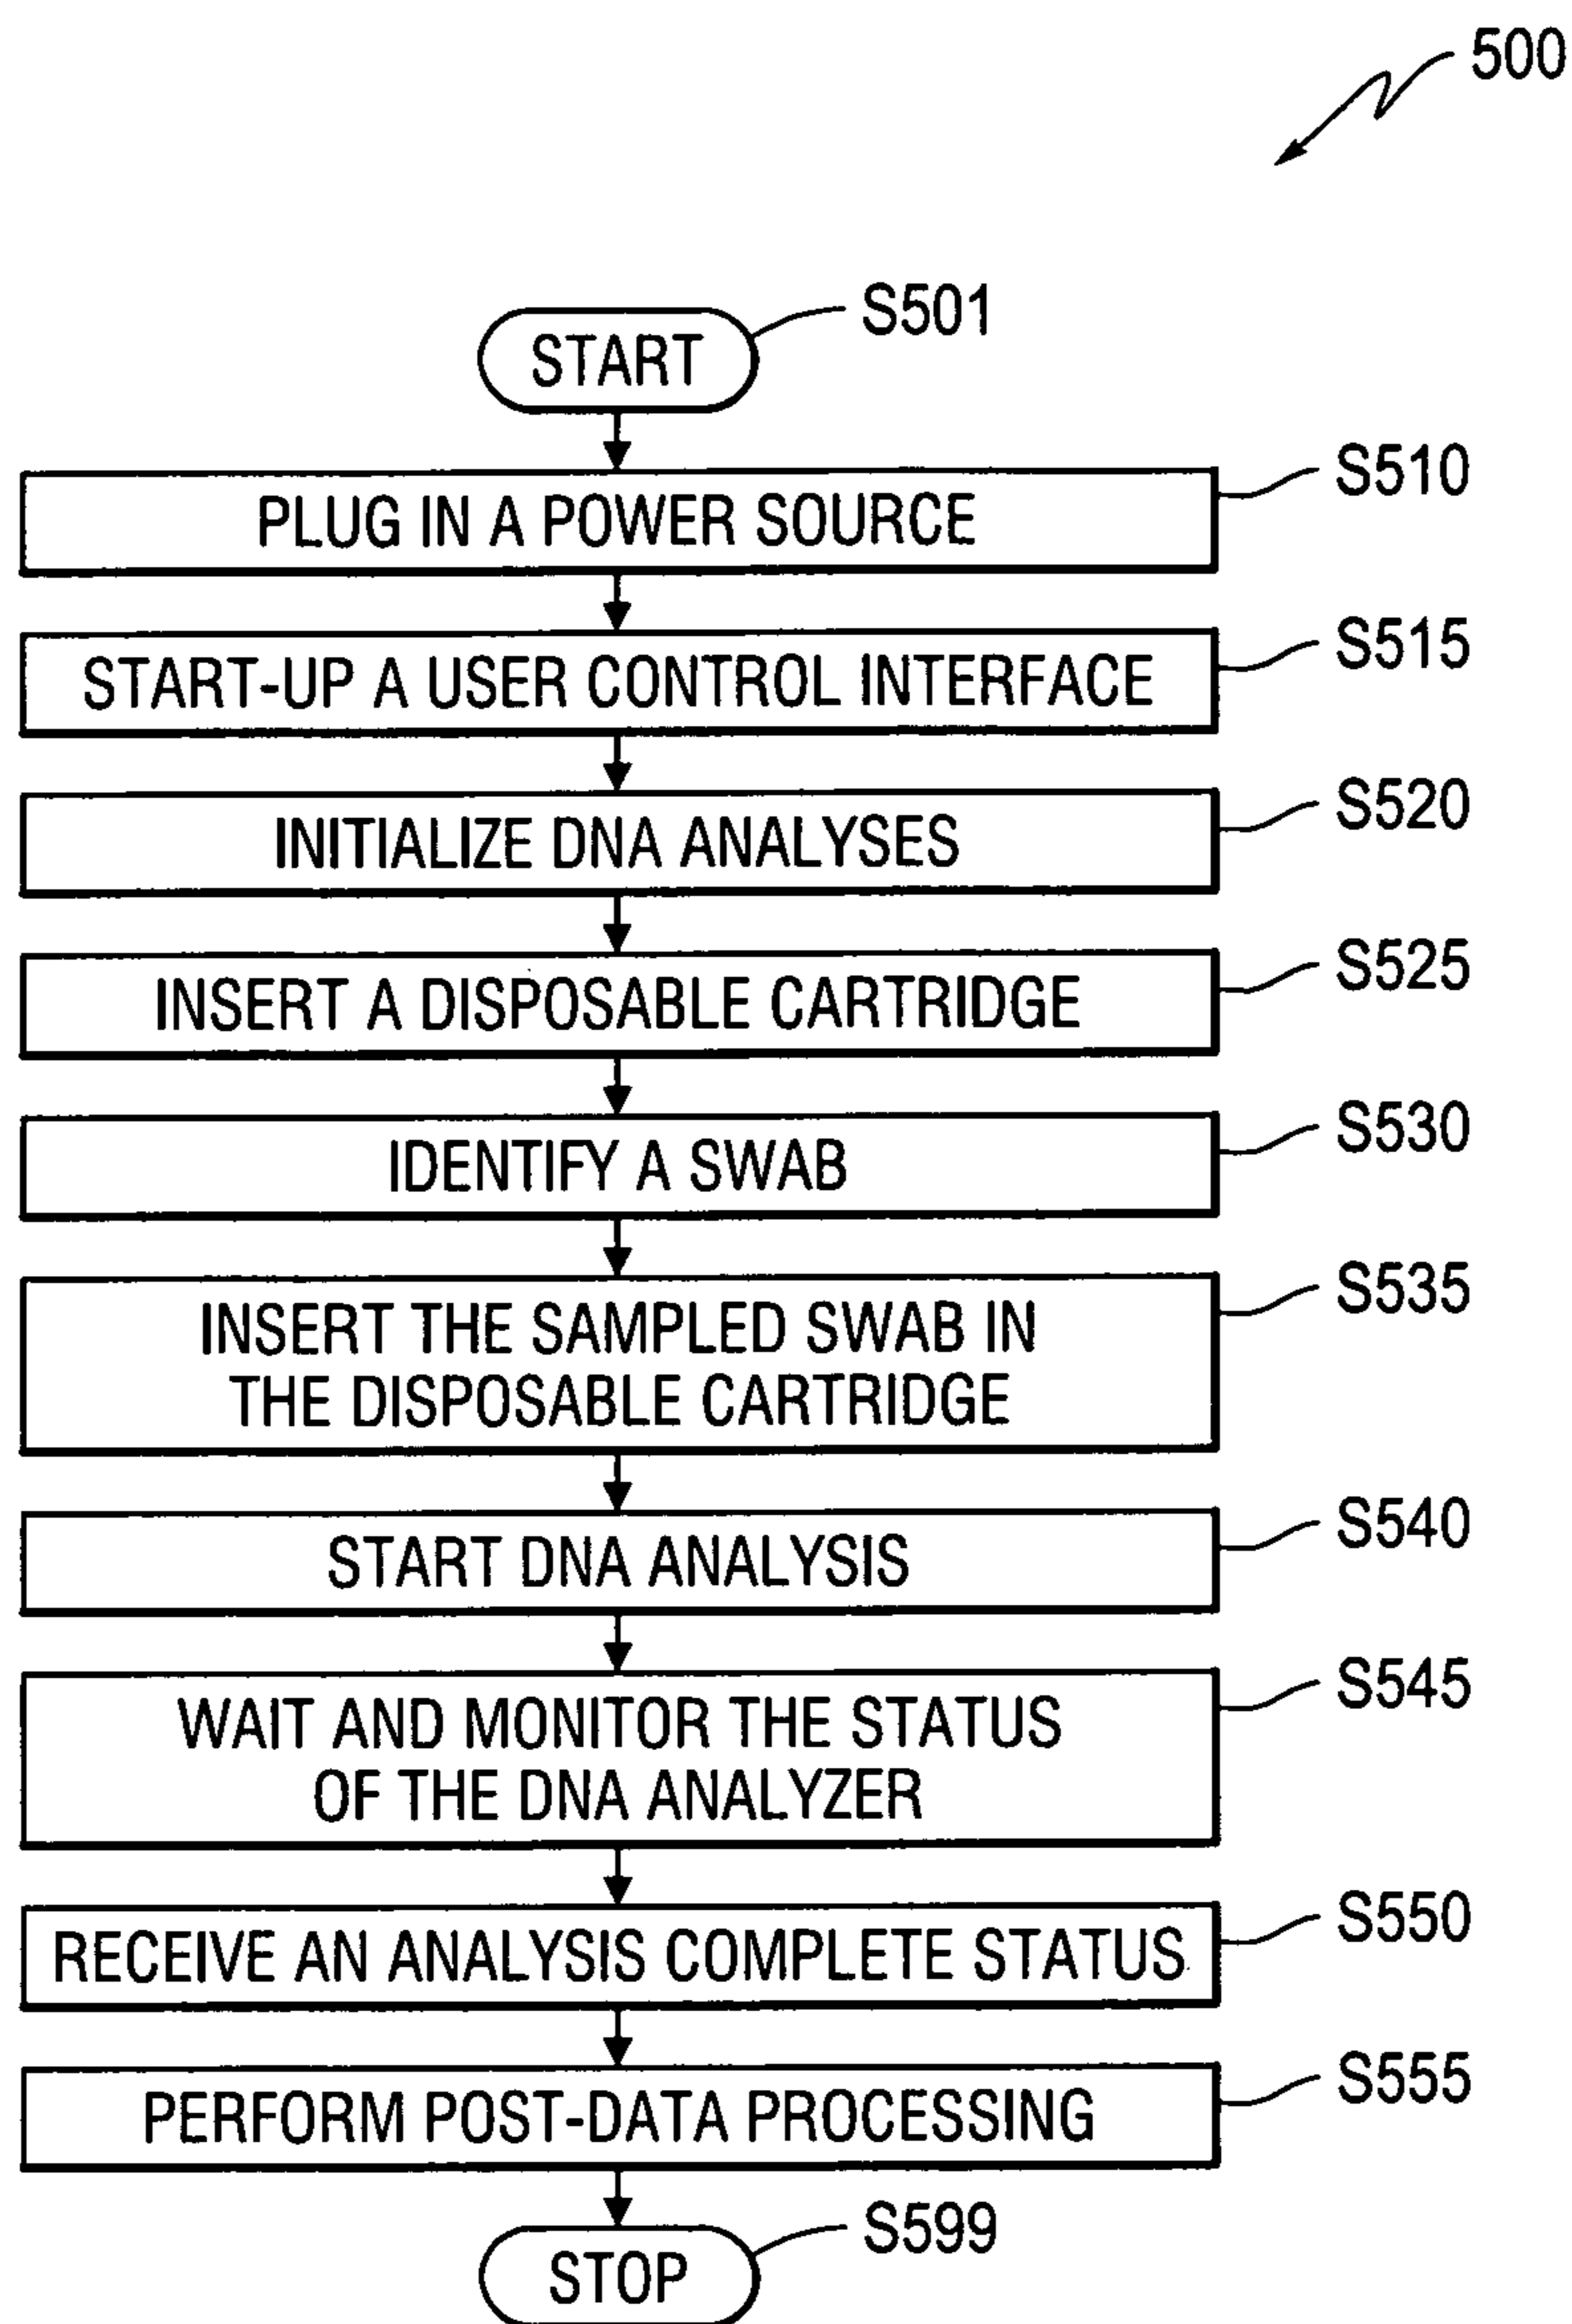 500
START
S501
PLUG IN A POWER SOURCE
S510
START-UP A USER CONTROL INTERFACE
S515
INITIALIZE DNA ANALYSES
S520
INSERT A DISPOSABLE CARTRIDGE
S525
IDENTIFY A SWAB
S530
INSERT THE SAMPLED SWAB IN
THE DISPOSABLE CARTRIDGE
S535
START DNA ANALYSIS
S540
WAIT AND MONITOR THE STATUS
OF THE DNA ANALYZER
S545
RECEIVE AN ANALYSIS COMPLETE STATUS
S550
PERFORM POST-DATA PROCESSING
S555
STOP
S599